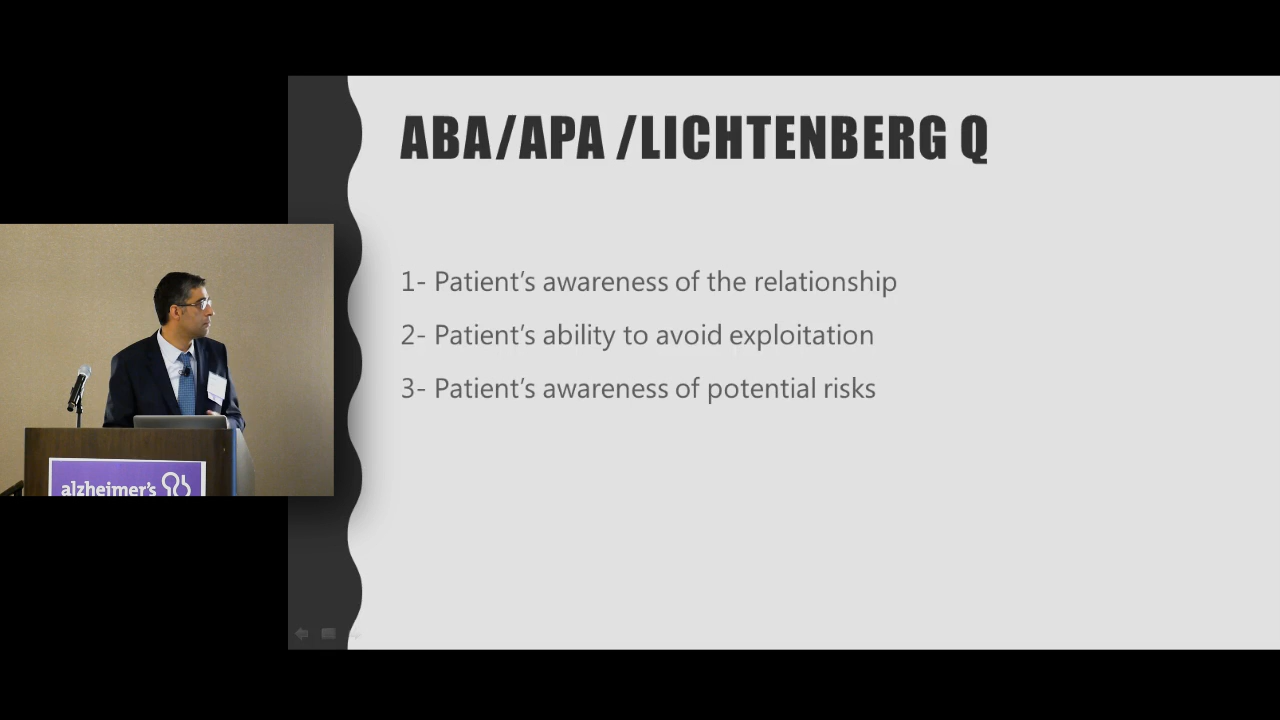 ABA/APA /LICHTENBERG Q
1- Patient's awareness of the relationship
2- Patient's ability to avoid exploitation
3- Patient's awareness of potential risks
alzheimer's